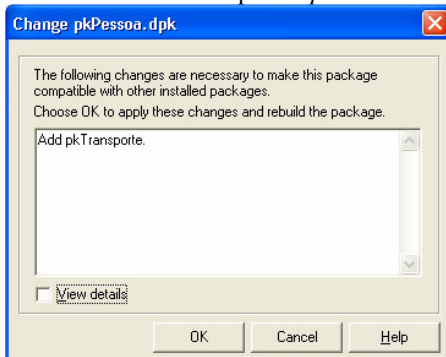 Change pkPessoa.dpk
The following changes are necessary to make this package
compatible with other installed packages.
Choose OK to apply these changes and rebuild the package.
Add pkTransporte.
View details
OK Cancel Help